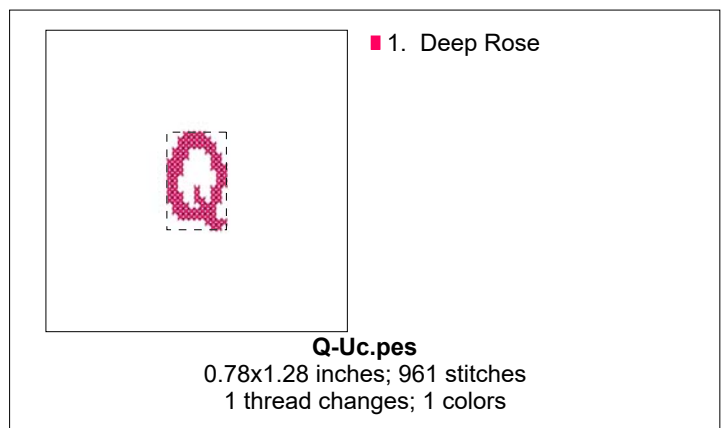 1. Deep Rose
Q
Q-Uc.pes
0.78x1.28 inches; 961 stitches
1 thread changes; 1 colors